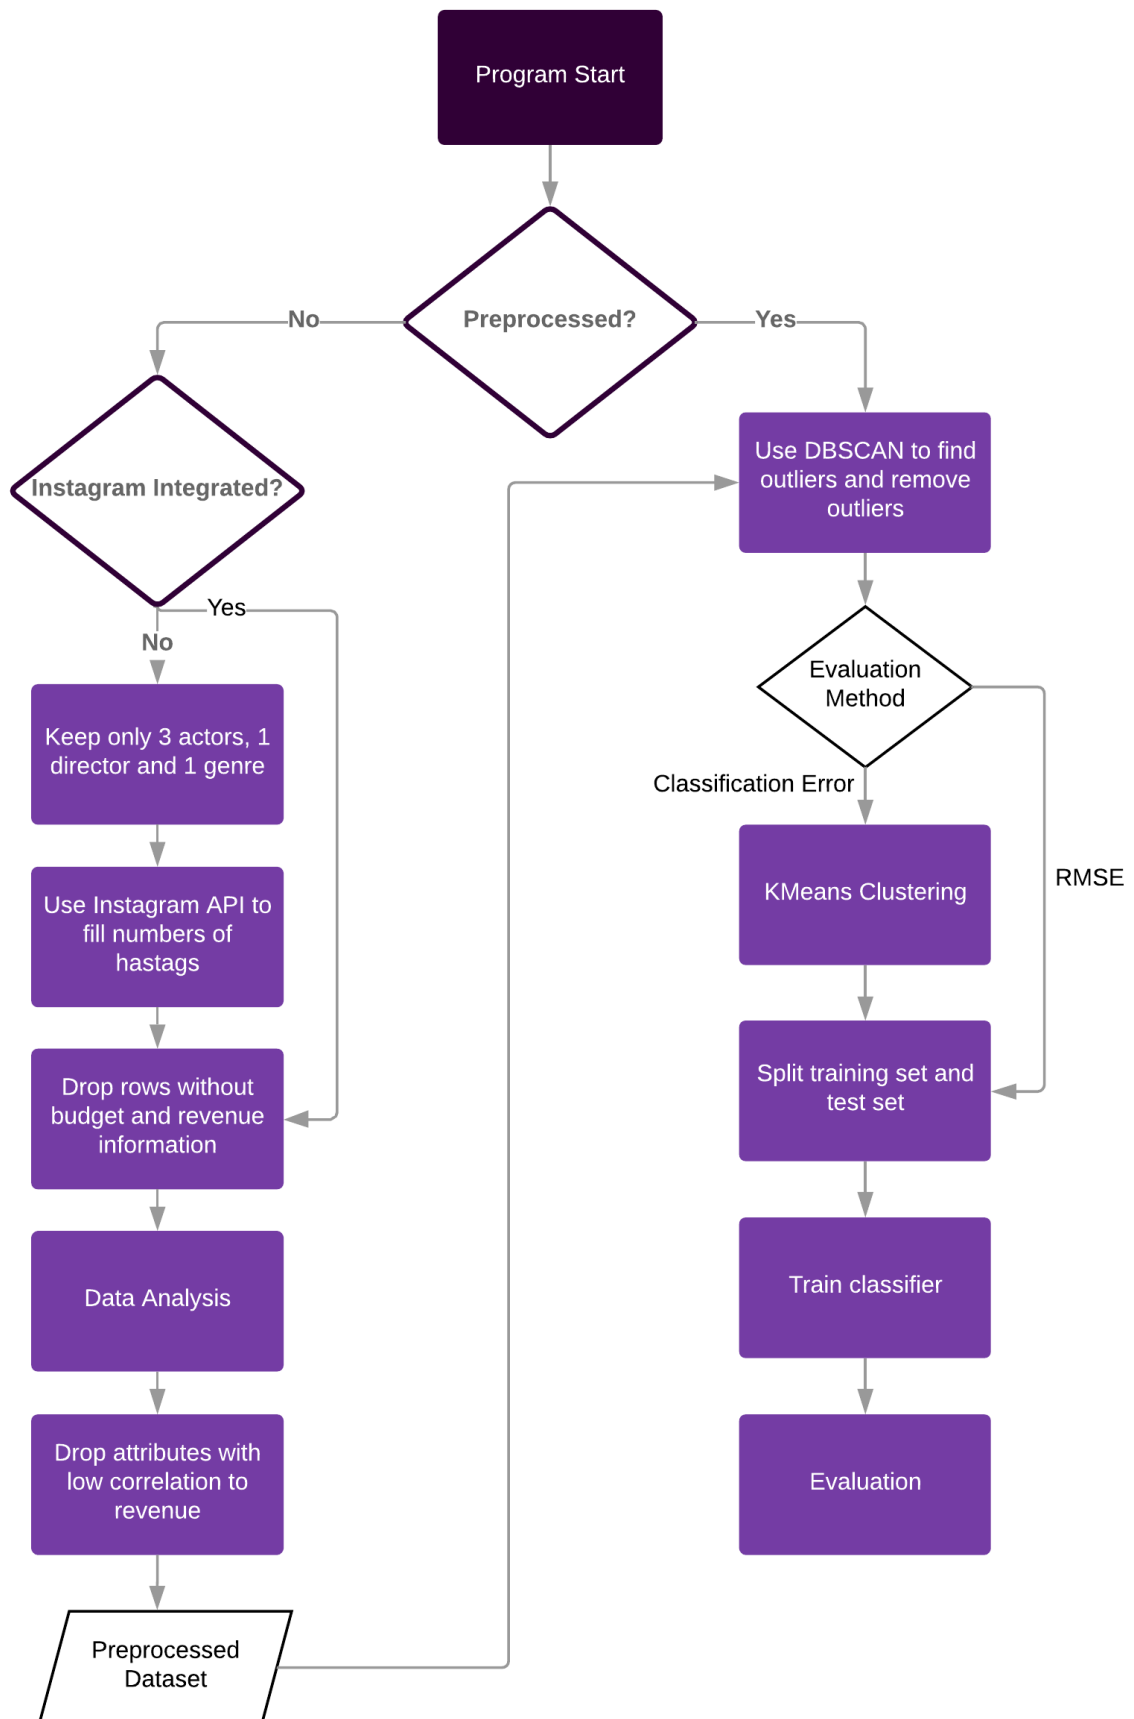 Program Start
Preprocessed?
No
Yes
Instagram Integrated?
Yes
No
Keep only 3 actors, 1
director and 1 genre
Use Instagram API to
fill numbers of
hastags
Drop rows without
budget and revenue
information
Data Analysis
Drop attributes with
low correlation to
revenue
Preprocessed
Dataset
Use DBSCAN to find
outliers and remove
outliers
Evaluation
Method
Classification Error
RMSE
KMeans Clustering
Split training set and
test set
Train classifier
Evaluation